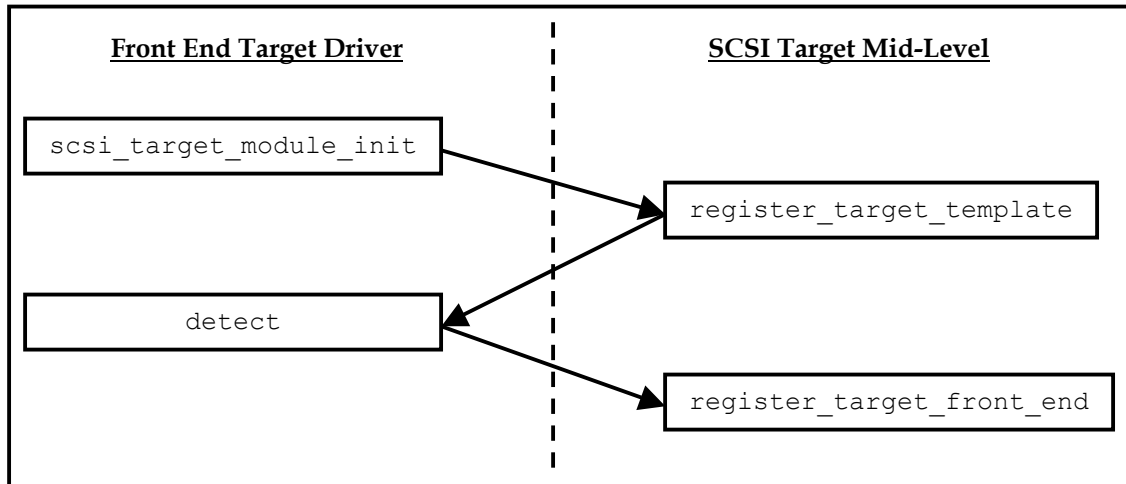 Front End Target Driver
SCSI Target Mid-Level
scsi_target_module_init
register_target_template
detect
register_target_front_end